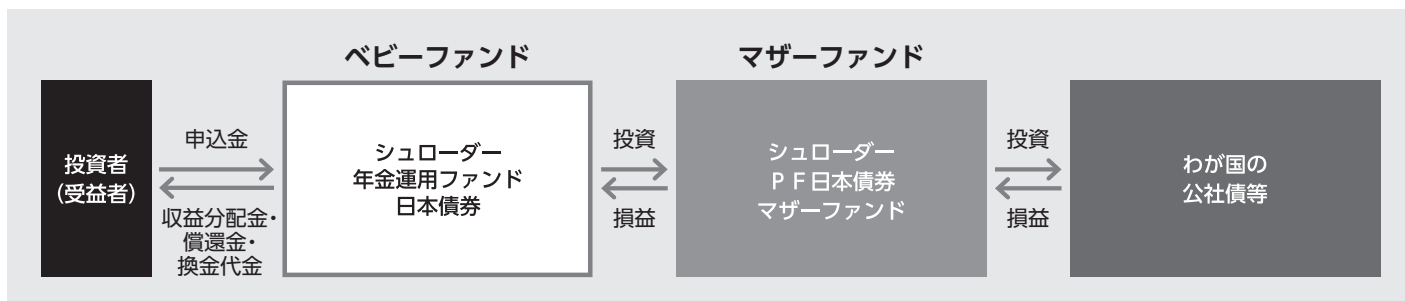 ベビーファンド
マザーファンド
投資者
(受益者)
申込金
収益分配金・
償還金・
換金代金
シュローダー
年金運用ファンド
日本債券
投資
損益
シュローダー
ＰＦ日本債券
マザーファンド
投資
損益
わが国の
公社債等